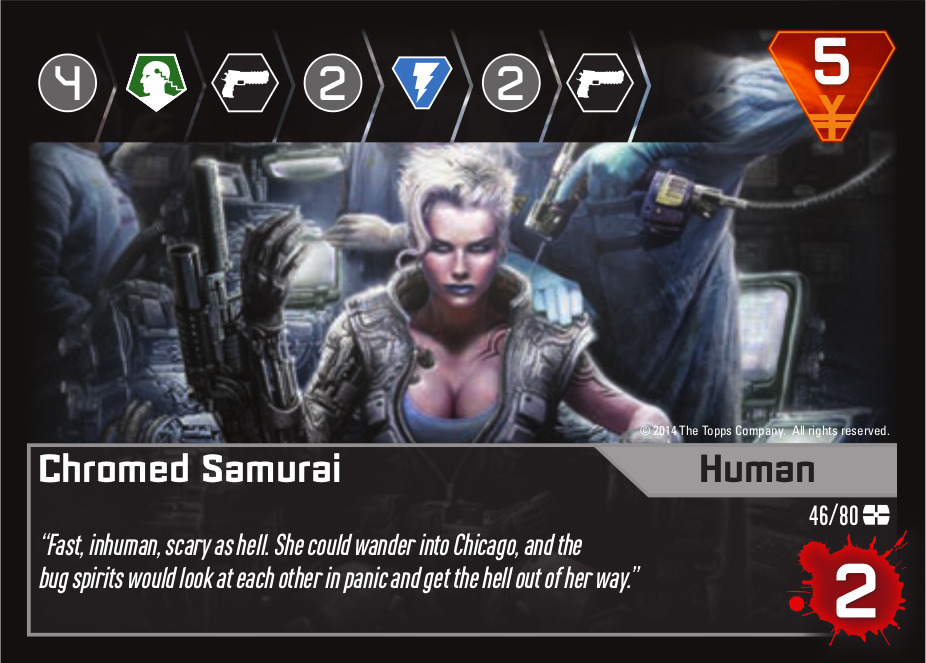 4 2 2 5
¥
© 2014 The Topps Company. All rights reserved.
Chromed Samurai Human
46/80
“Fast, inhuman, scary as hell. She could wander into Chicago, and the
bug spirits would look at each other in panic and get the hell out of her way.”
2